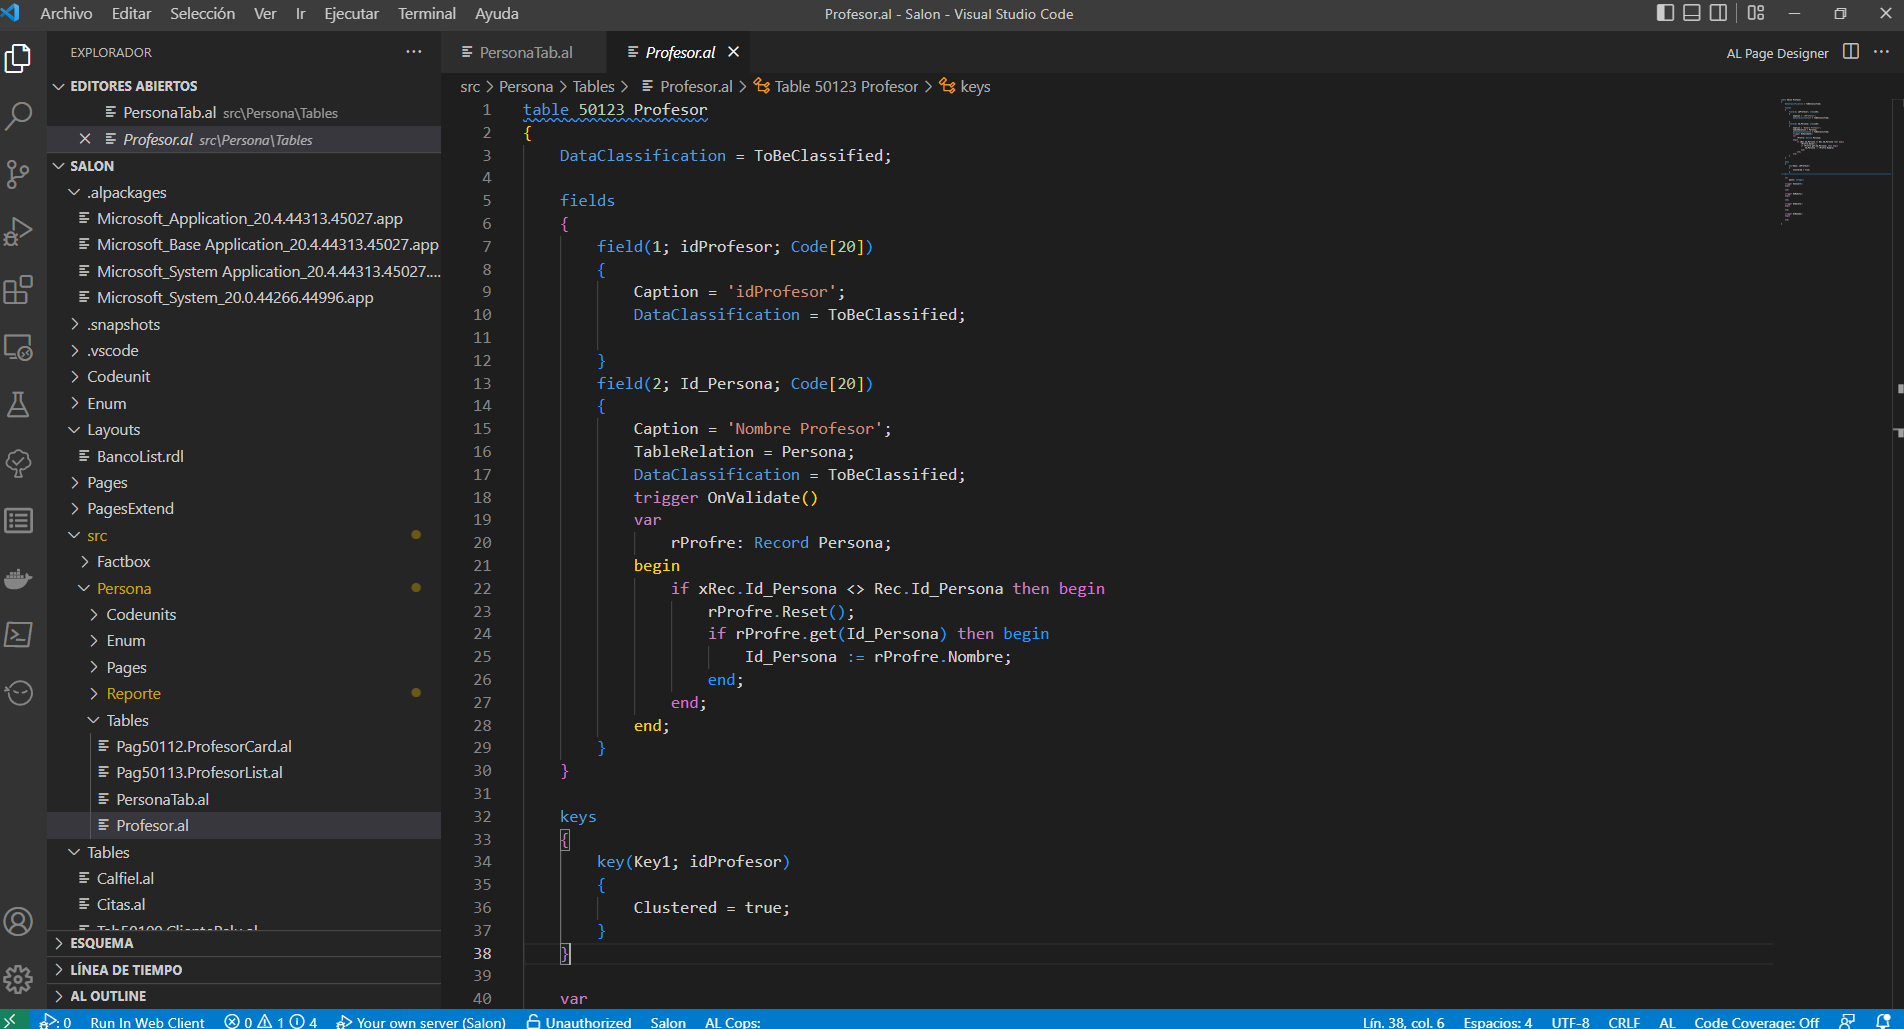 Archivo Editar Selección Ver Ir Ejecutar Terminal Ayuda
Profesor.al - Salon - Visual Studio Code
EXPLORADOR
EDITORES ABIERTOS
PersonaTab.al src\Persona\Tables
Profesor.al src\Persona\Tables
SALON
.alpackages
Microsoft_Application_20.4.44313.45027.app
Microsoft_Base Application_20.4.44313.45027.app
Microsoft_System Application_20.4.44313.45027....
Microsoft_System_20.0.44266.44996.app
.snapshots
.vscode
Codeunit
Enum
Layouts
BancoList.rdl
Pages
PagesExtend
src
Factbox
Persona
Codeunits
Enum
Pages
Reporte
Tables
Pag50112.ProfesorCard.al
Pag50113.ProfesorList.al
PersonaTab.al
Profesor.al
Tables
Calfiel.al
Citas.al
ESQUEMA
LÍNEA DE TIEMPO
AL OUTLINE
PersonaTab.al
Profesor.al
AL Page Designer
src > Persona > Tables > Profesor.al > Table 50123 Profesor > keys
1 table 50123 Profesor
2 {
3 DataClassification = ToBeClassified;
4
5 fields
6 {
7 field(1; idProfesor; Code[20])
8 {
9 Caption = 'idProfesor';
10 DataClassification = ToBeClassified;
11
12 }
13 field(2; Id_Persona; Code[20])
14 {
15 Caption = 'Nombre Profesor';
16 TableRelation = Persona;
17 DataClassification = ToBeClassified;
18 trigger OnValidate()
19 var
20 rProfre: Record Persona;
21 begin
22 if xRec.Id_Persona <> Rec.Id_Persona then begin
23 rProfre.Reset();
24 if rProfre.get(Id_Persona) then begin
25 Id_Persona := rProfre.Nombre;
26 end;
27 end;
28 end;
29 }
30 }
31
32 keys
33 {
34 key(Key1; idProfesor)
35 {
36 Clustered = true;
37 }
38 }
39
40 var
0 Run In Web Client 0 1 4 Your own server (Salon) Unauthorized Salon AL Cops:
Lín. 38, col. 6 Espacios: 4 UTF-8 CRLF AL Code Coverage: Off